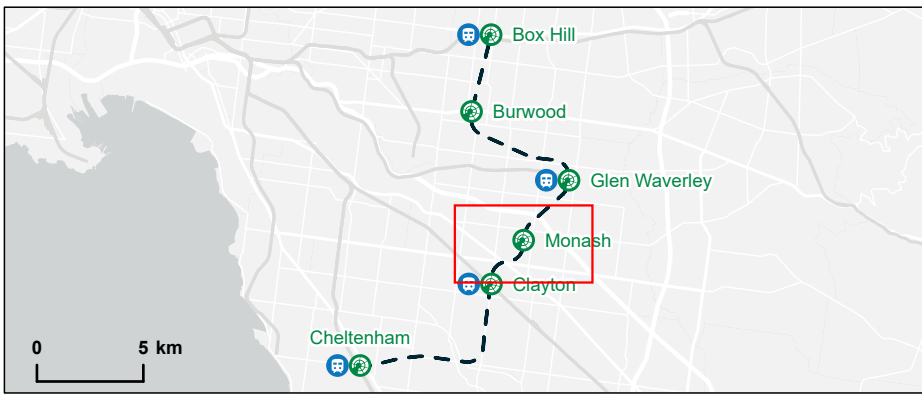 Box Hill
Burwood
Glen Waverley
Monash
Clayton
Cheltenham
0 5 km